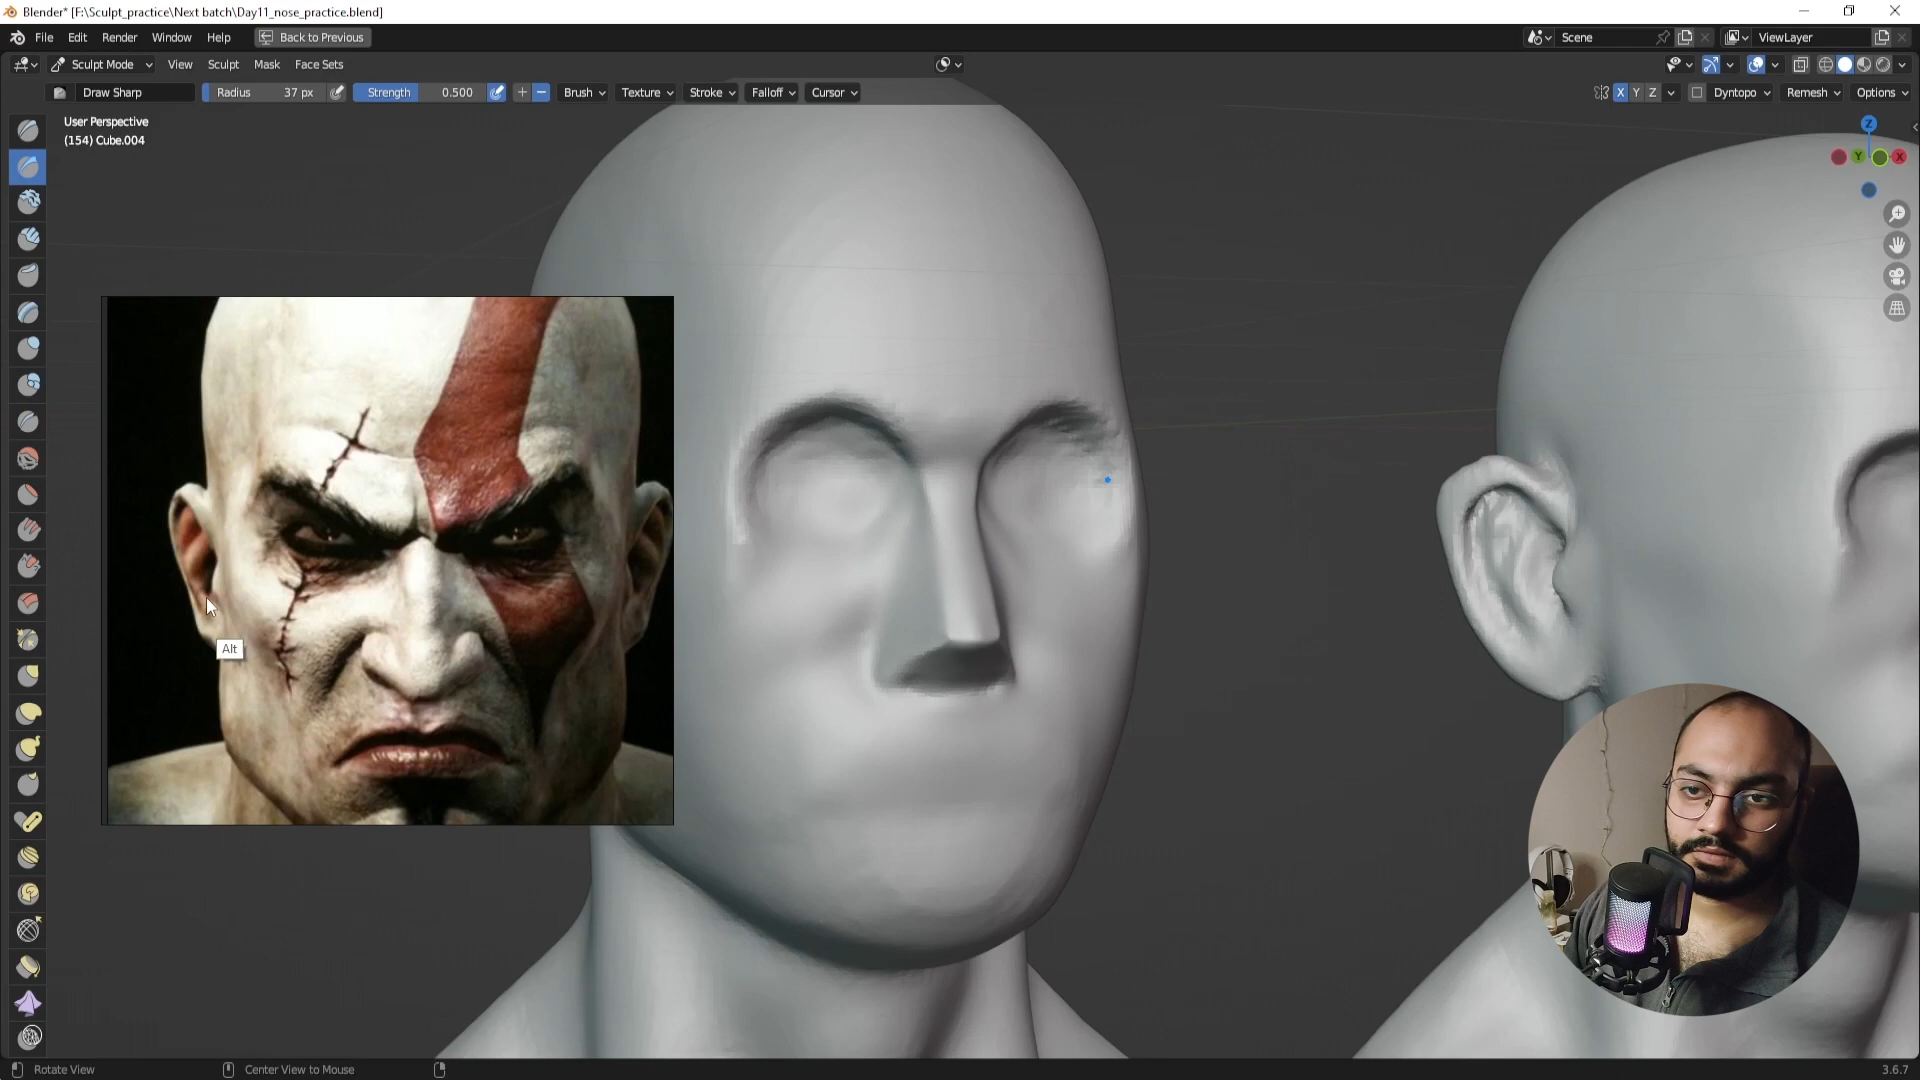 Blender* [F:\Sculpt_practice\Next batch\Day11_nose_practice.blend]
File Edit Render Window Help Back to Previous Scene ViewLayer
Sculpt Mode View Sculpt Mask Face Sets
Draw Sharp Radius 37 px Strength 0.500 Brush Texture Stroke Falloff Cursor X Y Z Dyntopo Remesh Options
User Perspective
(154) Cube.004
Z
Y X
Alt
Rotate View Center View to Mouse 3.6.7